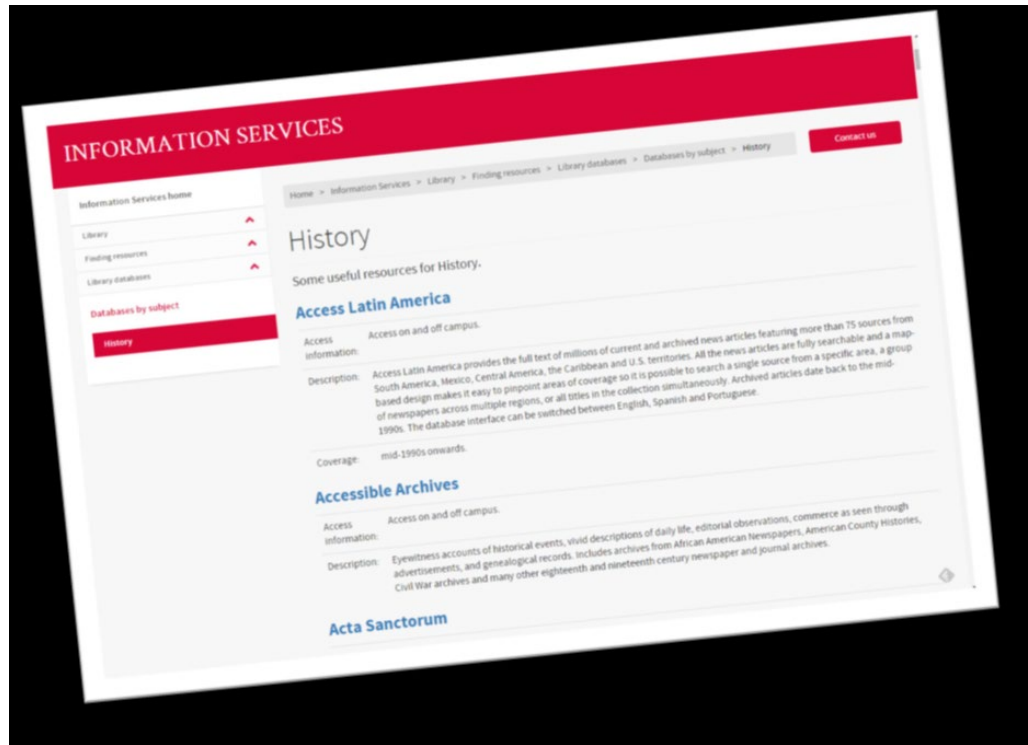 INFORMATION SERVICES
Contact us
Home > Information Services > Library > Finding resources > Library databases > Databases by subject > History
Information Services home
Library
Finding resources
Library databases
Databases by subject
History
History
Some useful resources for History.
Access Latin America
Access
information:
Access on and off campus.
Description:
Access Latin America provides the full text of millions of current and archived news articles featuring more than 75 sources from
South America, Mexico, Central America, the Caribbean and U.S. territories. All the news articles are fully searchable and a map-
based design makes it easy to pinpoint areas of coverage so it is possible to search a single source from a specific area, a group
of newspapers across multiple regions, or all titles in the collection simultaneously. Archived articles date back to the mid-
1990s. The database interface can be switched between English, Spanish and Portuguese.
Coverage:
mid-1990s onwards.
Accessible Archives
Access
information:
Access on and off campus.
Description:
Eyewitness accounts of historical events, vivid descriptions of daily life, editorial observations, commerce as seen through
advertisements, and genealogical records. Includes archives from African American Newspapers, American County Histories,
Civil War archives and many other eighteenth and nineteenth century newspaper and journal archives.
Acta Sanctorum